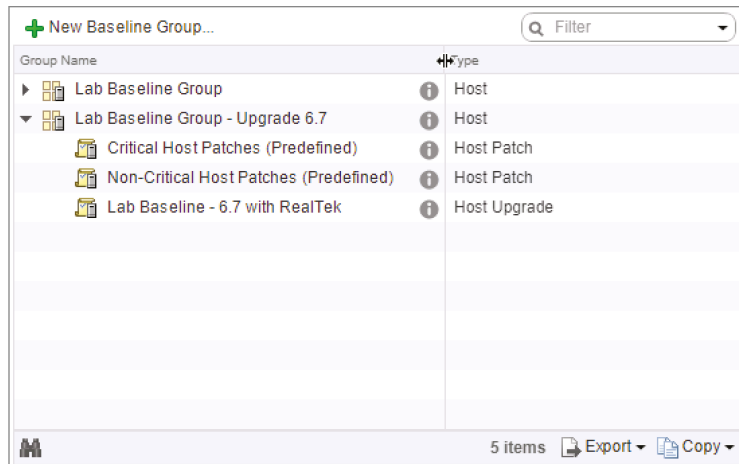 New Baseline Group...
Filter
Group Name Type
Lab Baseline Group Host
Lab Baseline Group - Upgrade 6.7 Host
Critical Host Patches (Predefined) Host Patch
Non-Critical Host Patches (Predefined) Host Patch
Lab Baseline - 6.7 with RealTek Host Upgrade
5 items Export Copy